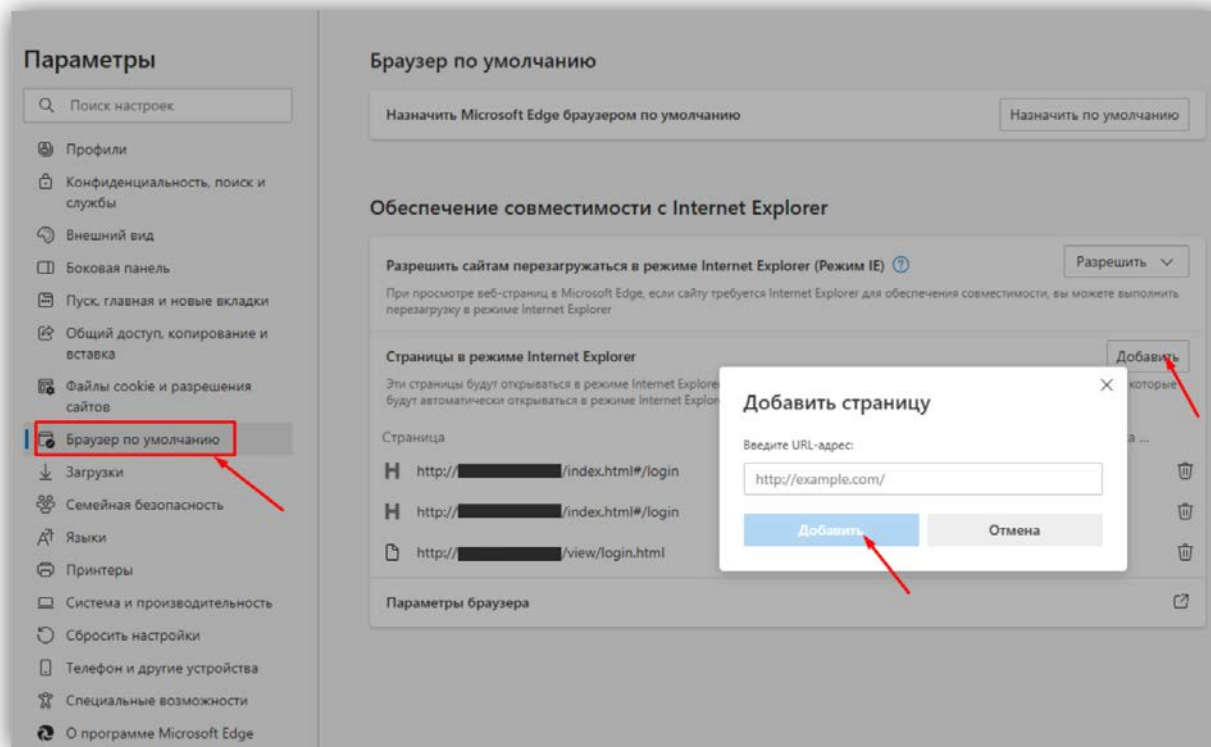 Параметры
Поиск настроек
Профили
Конфиденциальность, поиск и
службы
Внешний вид
Боковая панель
Пуск, главная и новые вкладки
Общий доступ, копирование и
вставка
Файлы cookie и разрешения
сайтов
Браузер по умолчанию
Загрузки
Семейная безопасность
Языки
Принтеры
Система и производительность
Сбросить настройки
Телефон и другие устройства
Специальные возможности
О программе Microsoft Edge
Браузер по умолчанию
Назначить Microsoft Edge браузером по умолчанию
Назначить по умолчанию
Обеспечение совместимости с Internet Explorer
Разрешить сайтам перезагружаться в режиме Internet Explorer (Режим IE)
Разрешить
При просмотре веб-страниц в Microsoft Edge, если сайту требуется Internet Explorer для обеспечения совместимости, вы можете выполнить
перезагрузку в режиме Internet Explorer
Страницы в режиме Internet Explorer
Добавить
Эти страницы будут открываться в режиме Internet которые
будут автоматически открываться в режиме Internet
Страница
http:// /index.html#/login
http:// /index.html#/login
http:// /view/login.html
Параметры браузера
Добавить страницу
Введите URL-адрес:
http://example.com/
Добавить
Отмена